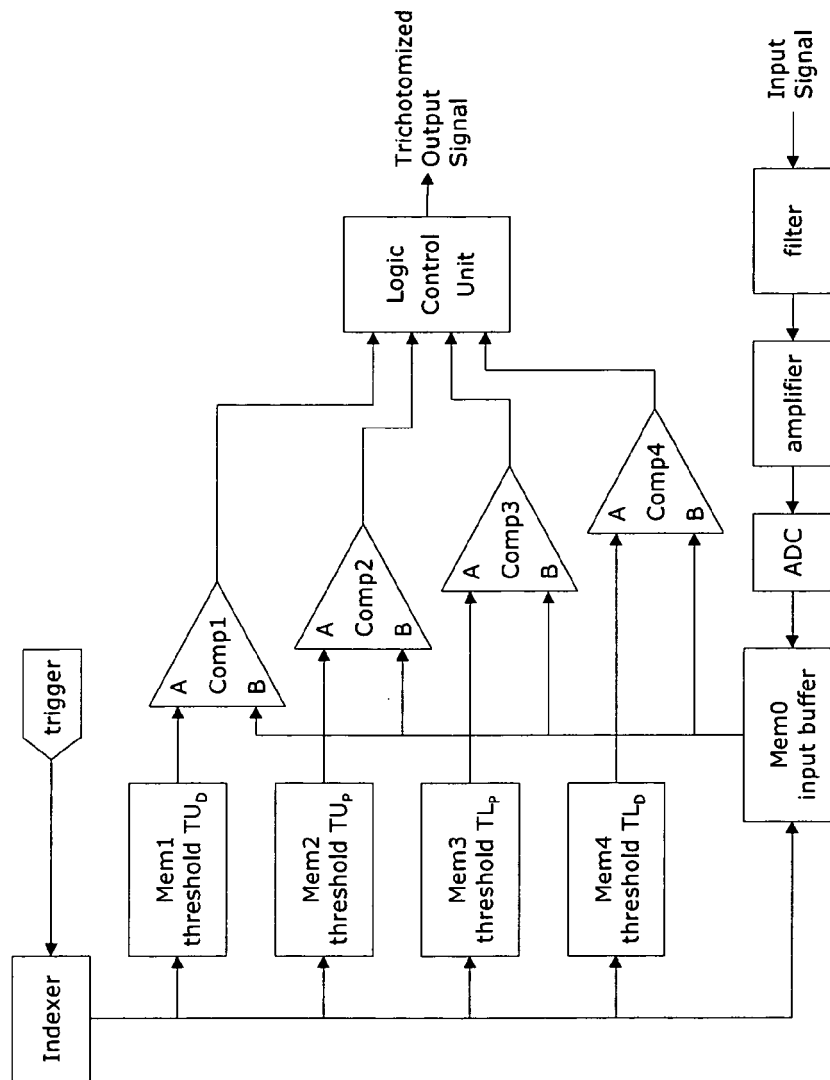 Indexer
trigger
Mem1
threshold TU_D
Mem2
threshold TU_P
Mem3
threshold TL_P
Mem4
threshold TL_D
Mem0
input buffer
A
Comp1
B
A
Comp2
B
A
Comp3
B
A
Comp4
B
Logic
Control
Unit
Trichotomized
Output
Signal
ADC
amplifier
filter
Input
Signal